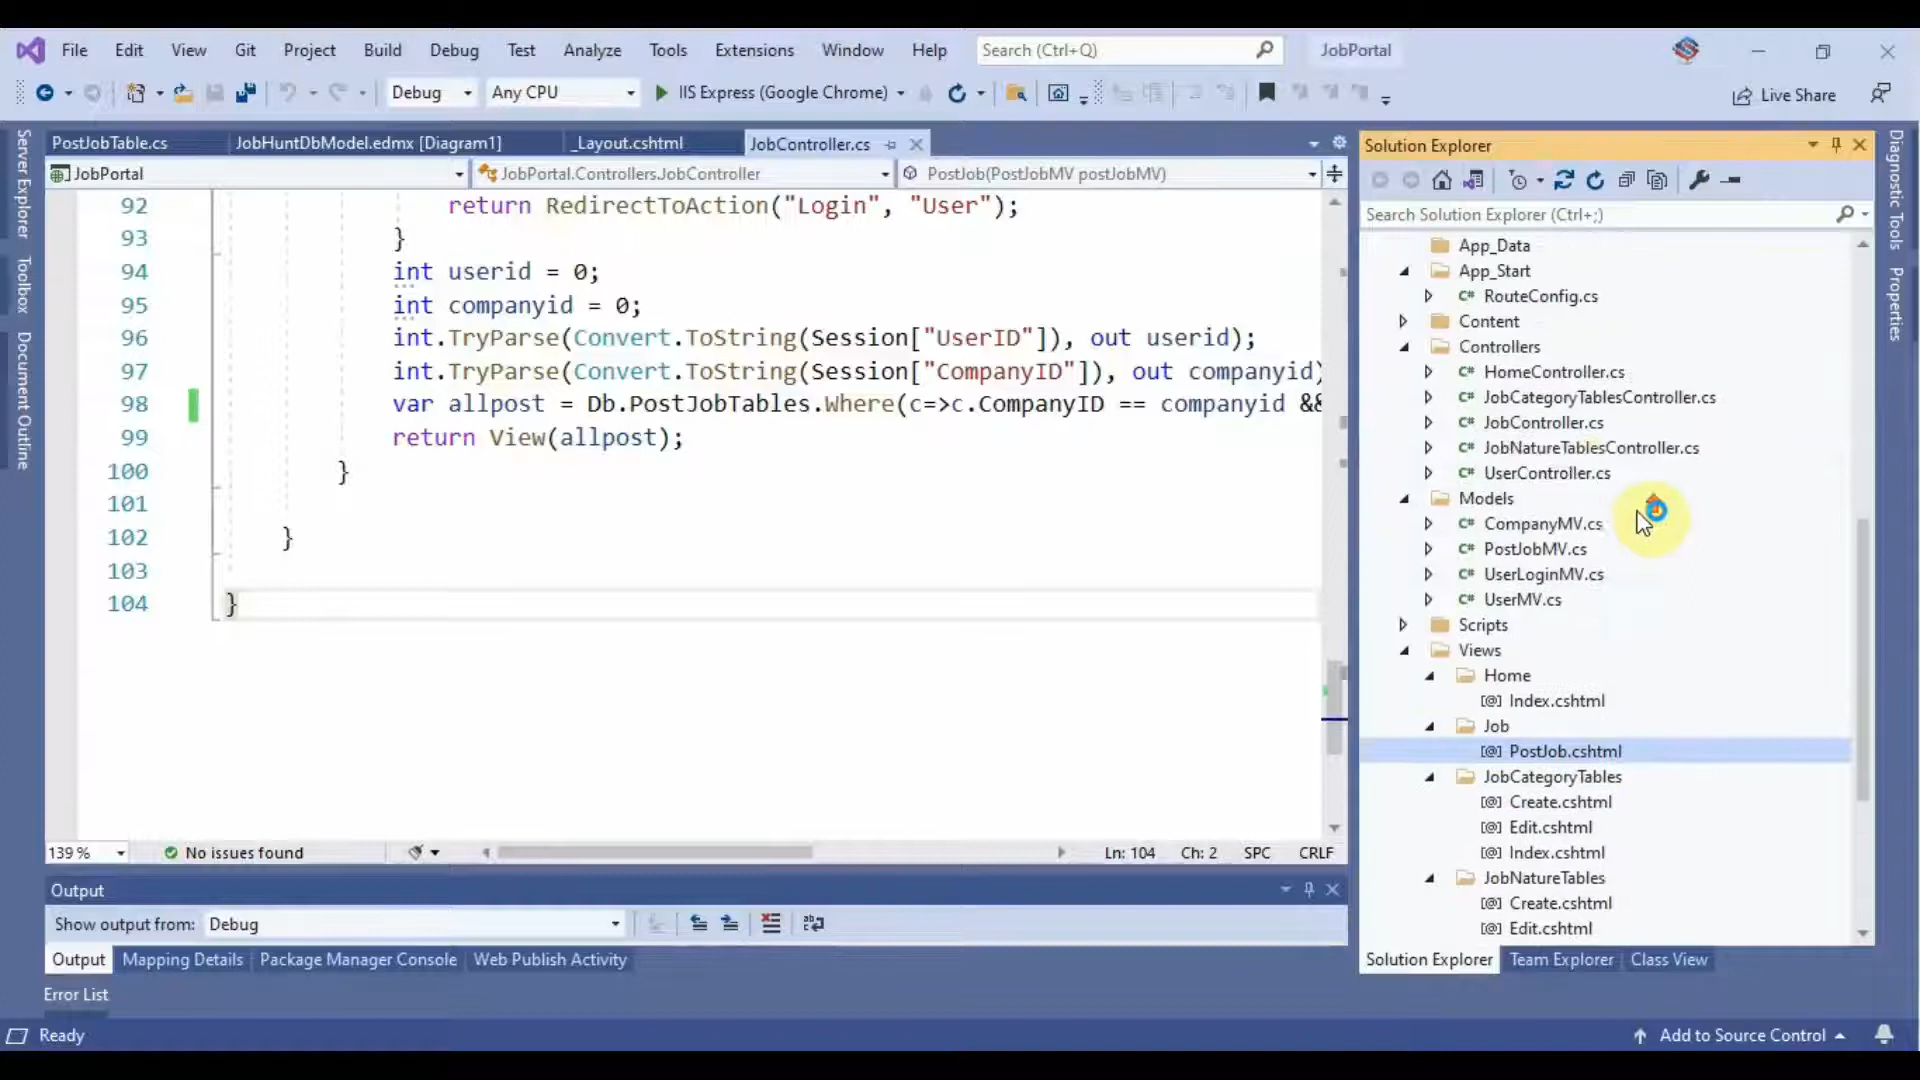 File Edit View Git Project Build Debug Test Analyze Tools Extensions Window Help Search (Ctrl+Q) JobPortal
Debug Any CPU IIS Express (Google Chrome) Live Share
PostJobTable.cs JobHuntDbModel.edmx [Diagram1] _Layout.cshtml JobController.cs
JobPortal JobPortal.Controllers.JobController PostJob(PostJobMV postJobMV)
92 return RedirectToAction("Login", "User");
93 }
94 int userid = 0;
95 int companyid = 0;
96 int.TryParse(Convert.ToString(Session["UserID"]), out userid);
97 int.TryParse(Convert.ToString(Session["CompanyID"]), out companyid)
98 var allpost = Db.PostJobTables.Where(c=>c.CompanyID == companyid &&
99 return View(allpost);
100 }
101
102 }
103
104 }
139 % No issues found Ln: 104 Ch: 2 SPC CRLF
Output
Show output from: Debug
Output Mapping Details Package Manager Console Web Publish Activity
Error List
Ready Add to Source Control
Server Explorer
Toolbox
Document Outline
Solution Explorer
Search Solution Explorer (Ctrl+;)
App_Data
App_Start
C# RouteConfig.cs
Content
Controllers
C# HomeController.cs
C# JobCategoryTablesController.cs
C# JobController.cs
C# JobNatureTablesController.cs
C# UserController.cs
Models
C# CompanyMV.cs
C# PostJobMV.cs
C# UserLoginMV.cs
C# UserMV.cs
Scripts
Views
Home
[@] Index.cshtml
Job
[@] PostJob.cshtml
JobCategoryTables
[@] Create.cshtml
[@] Edit.cshtml
[@] Index.cshtml
JobNatureTables
[@] Create.cshtml
[@] Edit.cshtml
Solution Explorer Team Explorer Class View
Diagnostic Tools
Properties